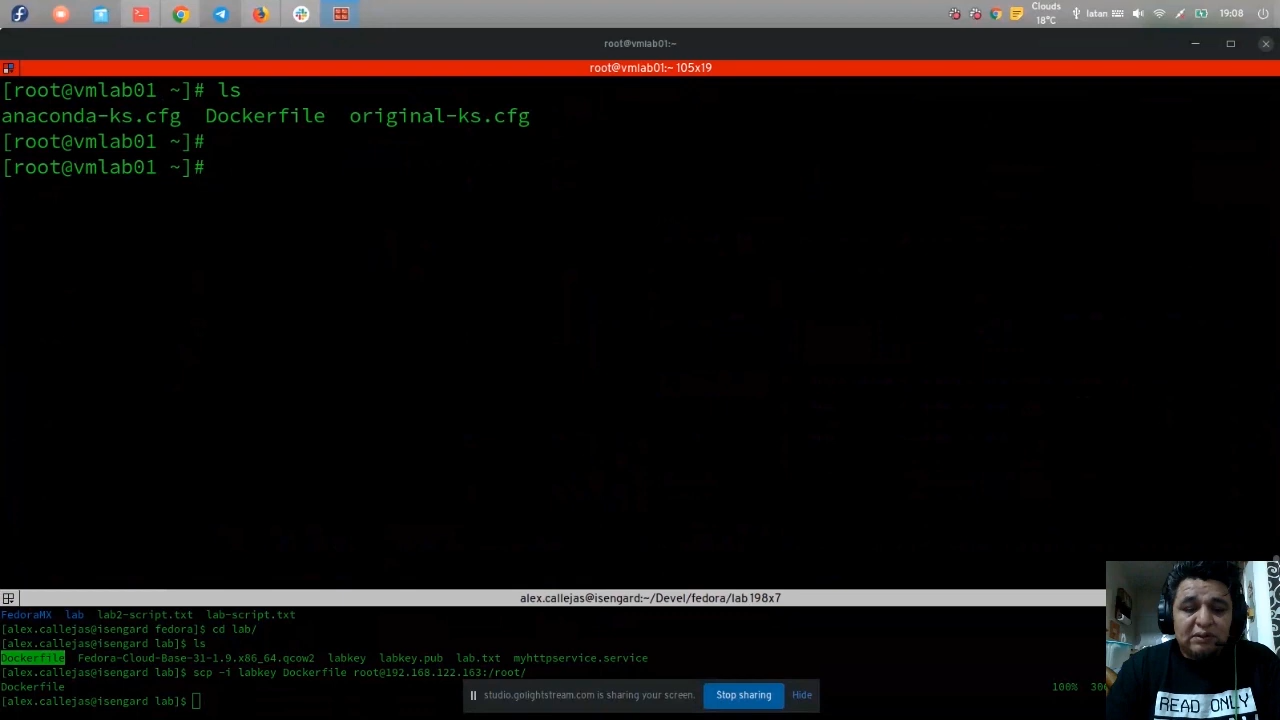 Clouds
18°C
latan
19:08
root@vmlab01:~
root@vmlab01:~ 105x19
[root@vmlab01 ~]# ls
anaconda-ks.cfg Dockerfile original-ks.cfg
[root@vmlab01 ~]#
[root@vmlab01 ~]#
alex.callejas@isengard:~/Devel/fedora/lab 198x7
FedoraMX lab lab2-script.txt lab-script.txt
[alex.callejas@isengard fedora]$ cd lab/
[alex.callejas@isengard lab]$ ls
Dockerfile Fedora-Cloud-Base-31-1.9.x86_64.qcow2 labkey labkey.pub lab.txt myhttpservice.service
[alex.callejas@isengard lab]$ scp -i labkey Dockerfile root@192.168.122.163:/root/
Dockerfile 100%
[alex.callejas@isengard lab]$
studio.golightstream.com is sharing your screen. Stop sharing Hide
READ ONLY